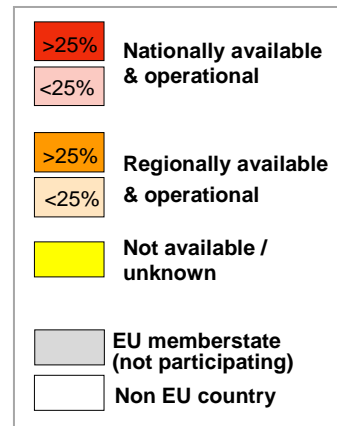 >25%
Nationally available
<25%
& operational
>25%
Regionally available
<25%
& operational
Not available /
unknown
EU memberstate
(not participating)
Non EU country